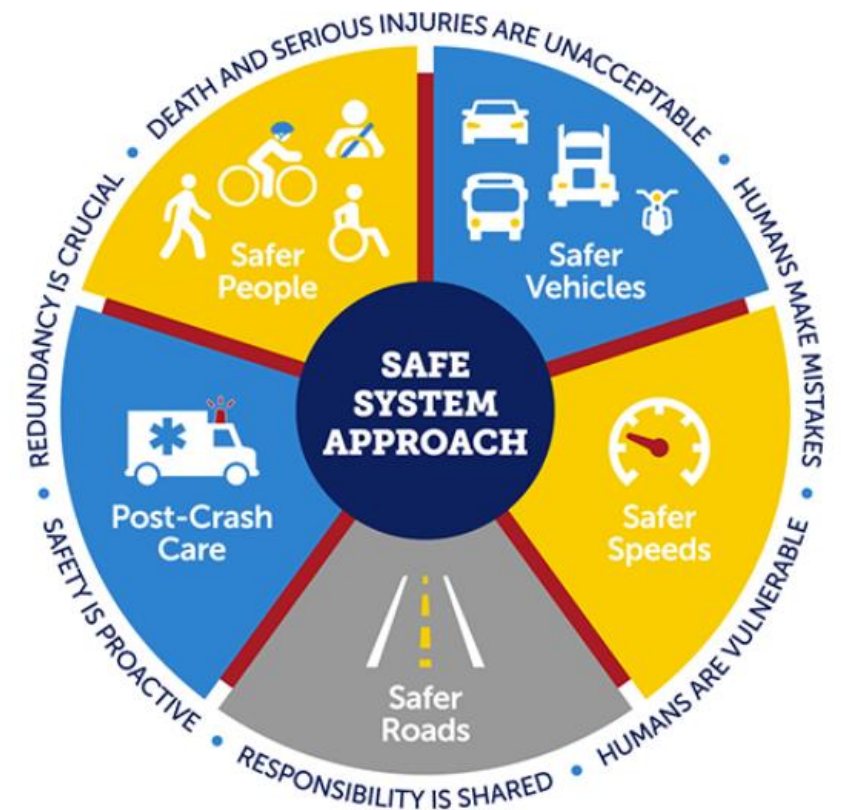 DEATH AND SERIOUS INJURIES ARE UNACCEPTABLE
HUMANS MAKE MISTAKES
HUMANS ARE VULNERABLE
RESPONSIBILITY IS SHARED
SAFETY IS PROACTIVE
REDUNDANCY IS CRUCIAL
Safer
People
Safer
Vehicles
SAFE
SYSTEM
APPROACH
Safer
Speeds
Post-Crash
Care
Safer
Roads